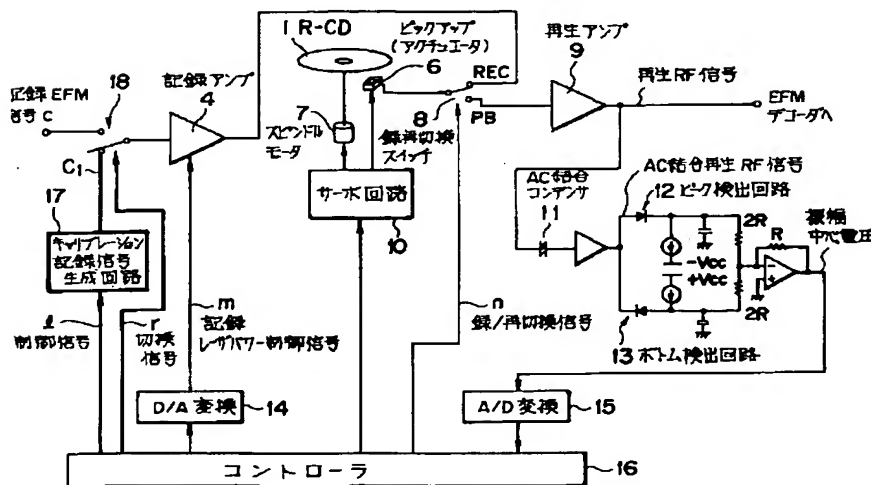 1 R-CD
ピックアップ
(アクチュエータ)
6
REC
8
PB
再生アンプ
9
再生RF信号
EFM
デコーダへ
記録EFM
信号 C
18
記録アンプ
4
C1
7
スピンドル
モータ
録再切換
スイッチ
サーボ回路
10
AC結合
コンデンサ
11
AC結合再生RF信号
12 ピーク検出回路
-Vcc
+Vcc
2R
R
2R
振幅
中心電圧
13 ボトム検出回路
17
キャリブレーション
記録信号
生成回路
l
制御信号
r
切換
信号
m
記録
レーザパワー制御信号
n
録/再切換信号
D/A 変換
14
A/D 変換
15
コントローラ
16